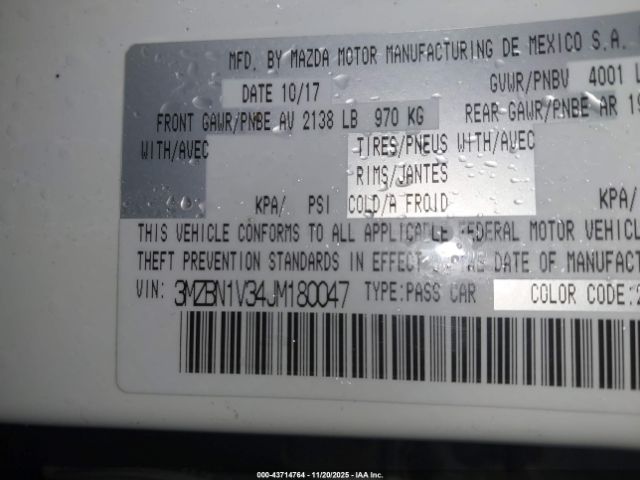 MFD. BY MAZDA MOTOR MANUFACTURING DE MEXICO S.A.
DATE 10/17 GVWR/PNBV 4001 L
FRONT GAWR/PNBE AV 2138 LB 970 KG REAR GAWR/PNBE AR 1
WITH/AVEC TIRES/PNEUS WITH/AVEC
RIMS/JANTES
KPA/ PSI COLD/A FROID KPA/
THIS VEHICLE CONFORMS TO ALL APPLICABLE FEDERAL MOTOR VEHICL
THEFT PREVENTION STANDARDS IN EFFECT ON THE DATE OF MANUFACT
VIN: 3MZBN1V34JM180047 TYPE:PASS CAR COLOR CODE:2
000-43714764 | 11/20/2025 - IAA Inc.